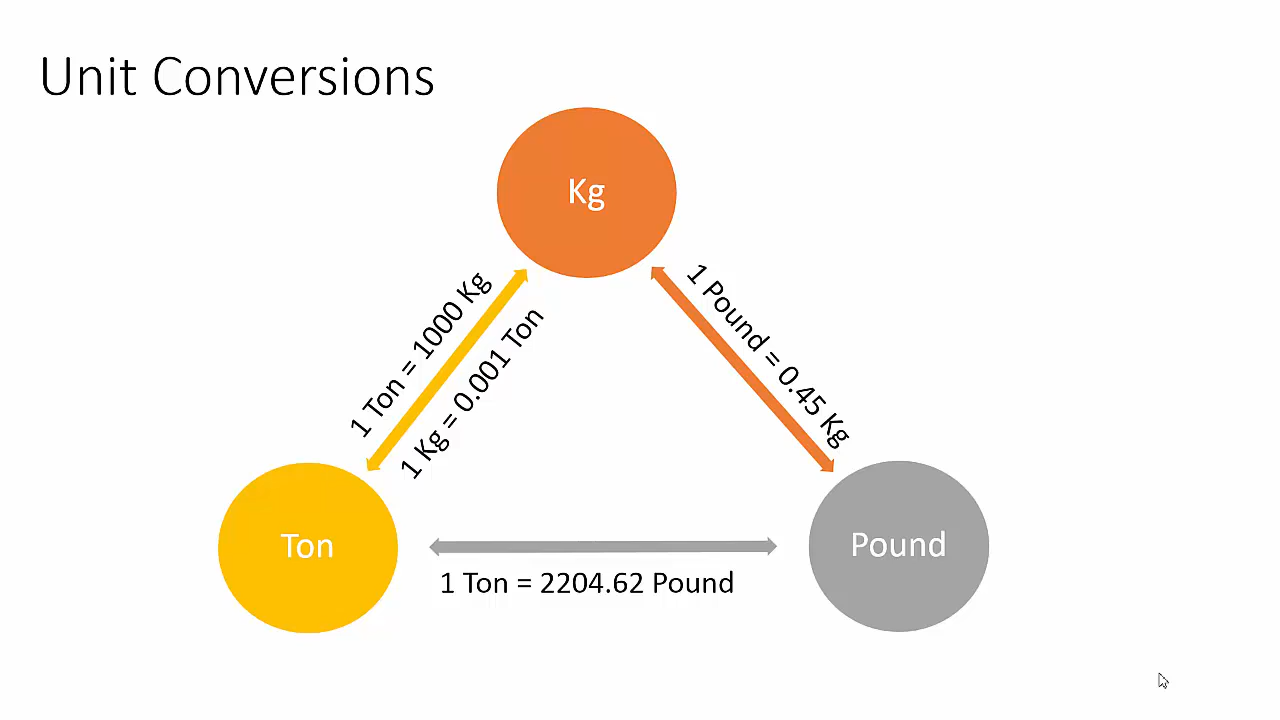 Unit Conversions
Kg
1 Ton = 1000 Kg
1 Kg = 0.001 Ton
1 Pound = 0.45 Kg
Ton
Pound
1 Ton = 2204.62 Pound